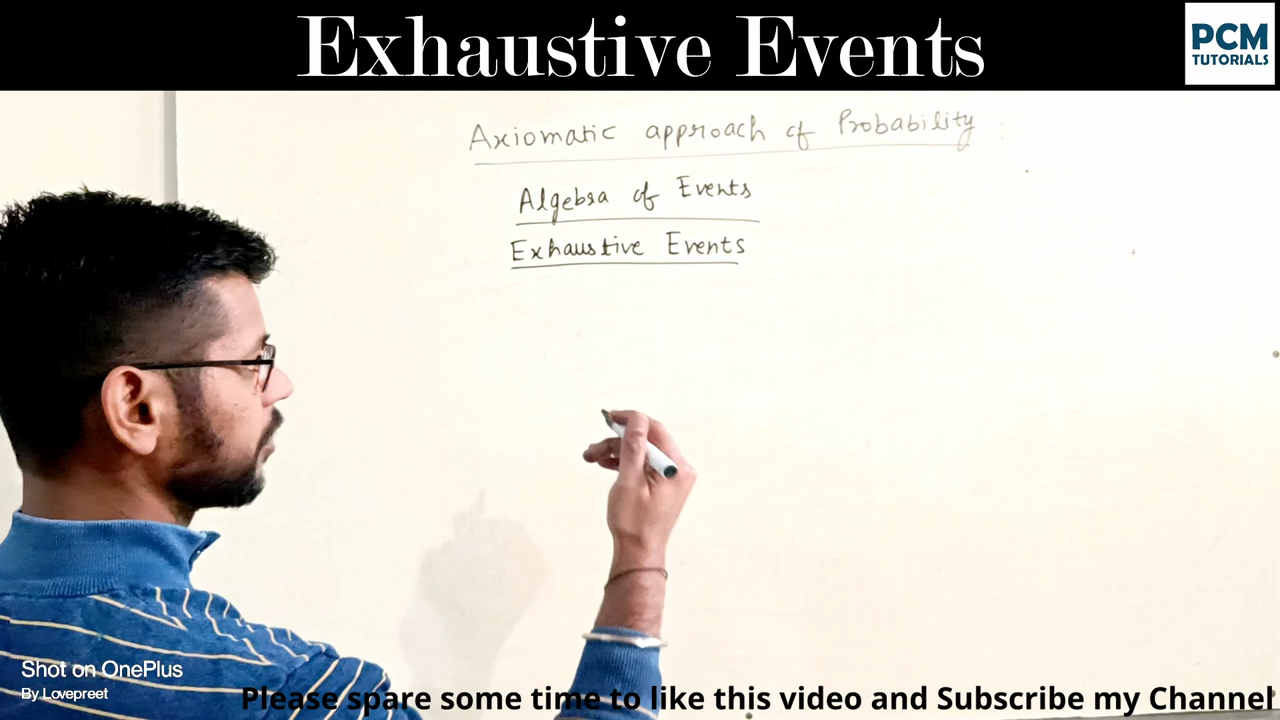 Exhaustive Events
PCM
TUTORIALS
Axiomatic approach of Probability
Algebra of Events
Exhaustive Events
Shot on OnePlus
By Lovepreet
Please spare some time to like this video and Subscribe my Channel